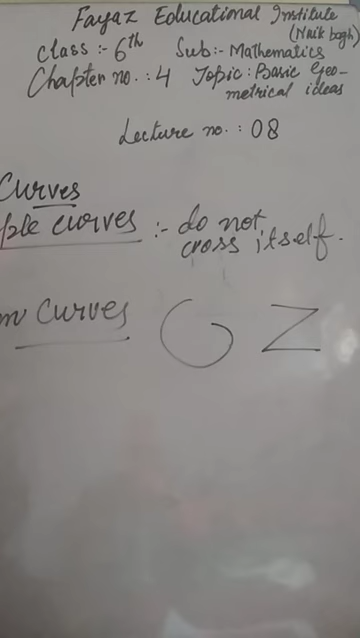 Fayaz Educational Institute
(Naik bagh)
Class :- 6th Sub:- Mathematics
Chapter no. : 4 Topic : Basic Geo-
metrical ideas
Lecture no. : 08
Curves
ple curves :- do not
cross itself.
n Curves